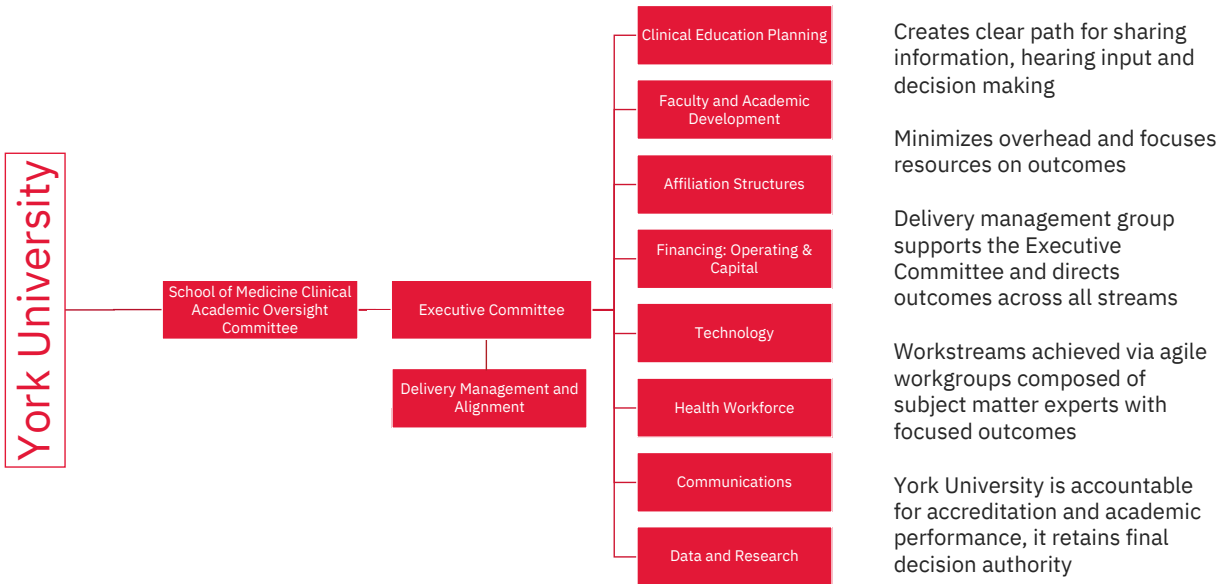 York University
School of Medicine Clinical
Academic Oversight
Committee
Executive Committee
Delivery Management and
Alignment
Clinical Education Planning
Faculty and Academic
Development
Affiliation Structures
Financing: Operating &
Capital
Technology
Health Workforce
Communications
Data and Research
Creates clear path for sharing
information, hearing input and
decision making
Minimizes overhead and focuses
resources on outcomes
Delivery management group
supports the Executive
Committee and directs
outcomes across all streams
Workstreams achieved via agile
workgroups composed of
subject matter experts with
focused outcomes
York University is accountable
for accreditation and academic
performance, it retains final
decision authority